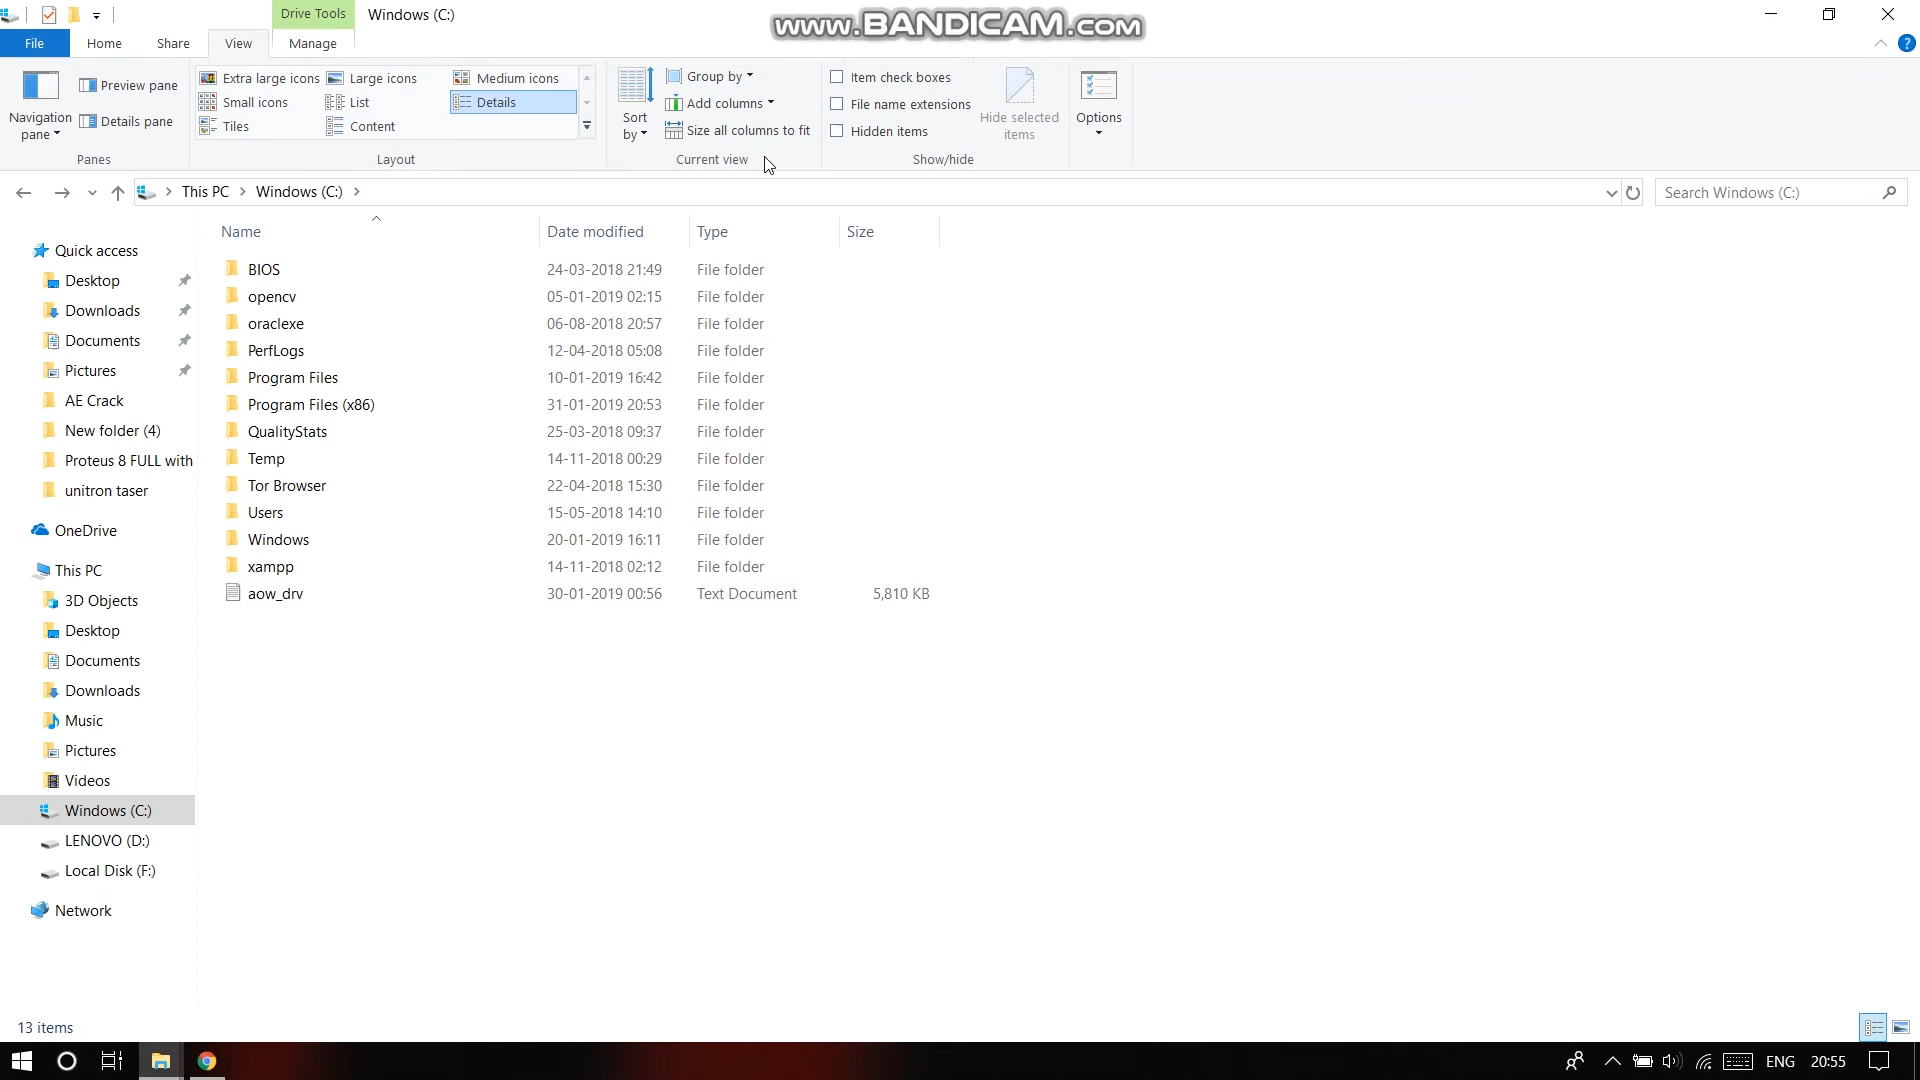 Drive Tools
Windows (C:)
www.BANDICAM.com
File
Home
Share
View
Manage
Navigation pane
Preview pane
Details pane
Panes
Extra large icons
Large icons
Medium icons
Small icons
List
Details
Tiles
Content
Layout
Sort by
Group by
Add columns
Size all columns to fit
Current view
Item check boxes
File name extensions
Hidden items
Hide selected items
Show/hide
Options
This PC
Windows (C:)
Search Windows (C:)
Name
Date modified
Type
Size
BIOS 24-03-2018 21:49 File folder
opencv 05-01-2019 02:15 File folder
oraclexe 06-08-2018 20:57 File folder
PerfLogs 12-04-2018 05:08 File folder
Program Files 10-01-2019 16:42 File folder
Program Files (x86) 31-01-2019 20:53 File folder
QualityStats 25-03-2018 09:37 File folder
Temp 14-11-2018 00:29 File folder
Tor Browser 22-04-2018 15:30 File folder
Users 15-05-2018 14:10 File folder
Windows 20-01-2019 16:11 File folder
xampp 14-11-2018 02:12 File folder
aow_drv 30-01-2019 00:56 Text Document 5,810 KB
Quick access
Desktop
Downloads
Documents
Pictures
AE Crack
New folder (4)
Proteus 8 FULL with
unitron taser
OneDrive
This PC
3D Objects
Desktop
Documents
Downloads
Music
Pictures
Videos
Windows (C:)
LENOVO (D:)
Local Disk (F:)
Network
13 items
ENG
20:55